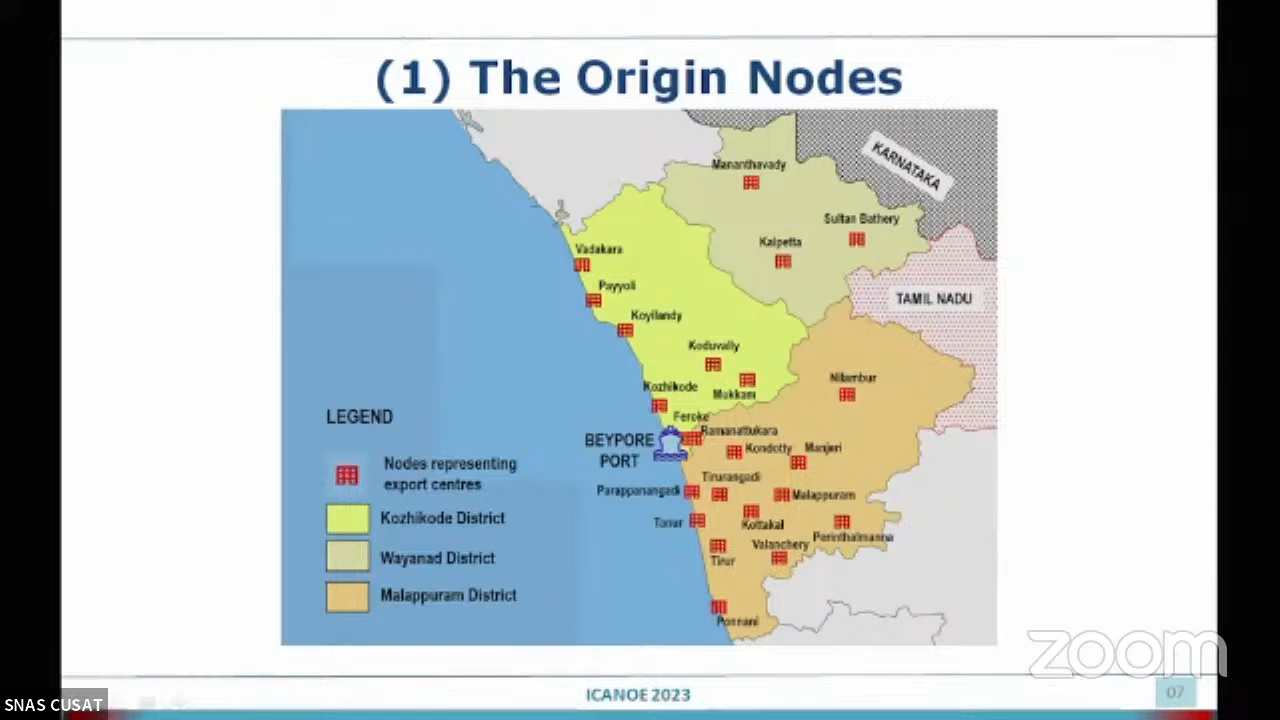 (1) The Origin Nodes
KARNATAKA
Mananthavady
Sultan Bathery
Kalpetta
Vadakara
Payyoli
TAMIL NADU
Koyilandy
Koduvally
Nilambur
Kozhikode
Mukkam
Feroke
Ramanattukara
BEYPORE
PORT
Kondotty
Manjeri
Tirurangadi
Parappanangadi
Malappuram
Tanur
Kottakal
Perinthalmanna
Valanchery
Tirur
Ponnani
LEGEND
Nodes representing
export centres
Kozhikode District
Wayanad District
Malappuram District
zoom
ICANOE 2023
07
SNAS CUSAT